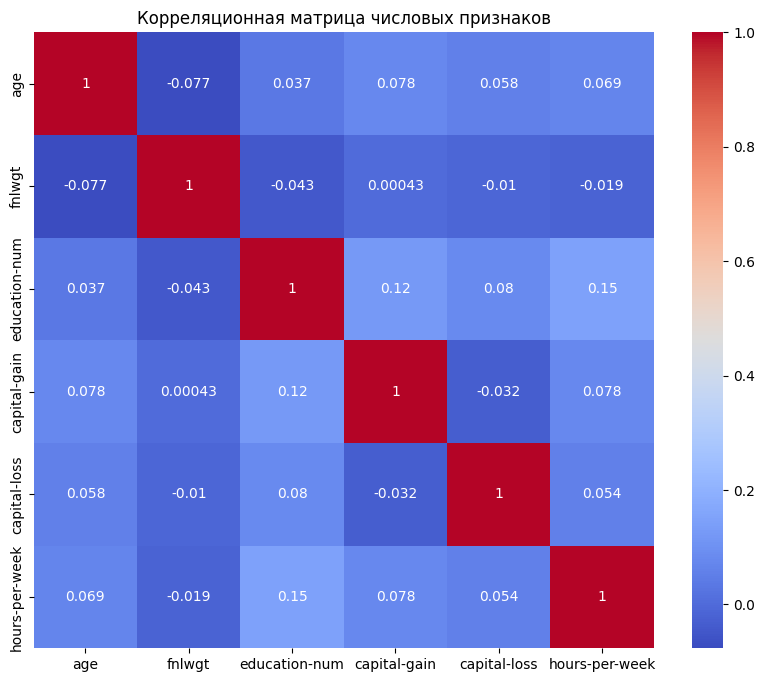 Корреляционная матрица числовых признаков
age 1 -0.077 0.037 0.078 0.058 0.069
fnlwgt -0.077 1 -0.043 0.00043 -0.01 -0.019
education-num 0.037 -0.043 1 0.12 0.08 0.15
capital-gain 0.078 0.00043 0.12 1 -0.032 0.078
capital-loss 0.058 -0.01 0.08 -0.032 1 0.054
hours-per-week 0.069 -0.019 0.15 0.078 0.054 1
age fnlwgt education-num capital-gain capital-loss hours-per-week
1.0
0.8
0.6
0.4
0.2
0.0